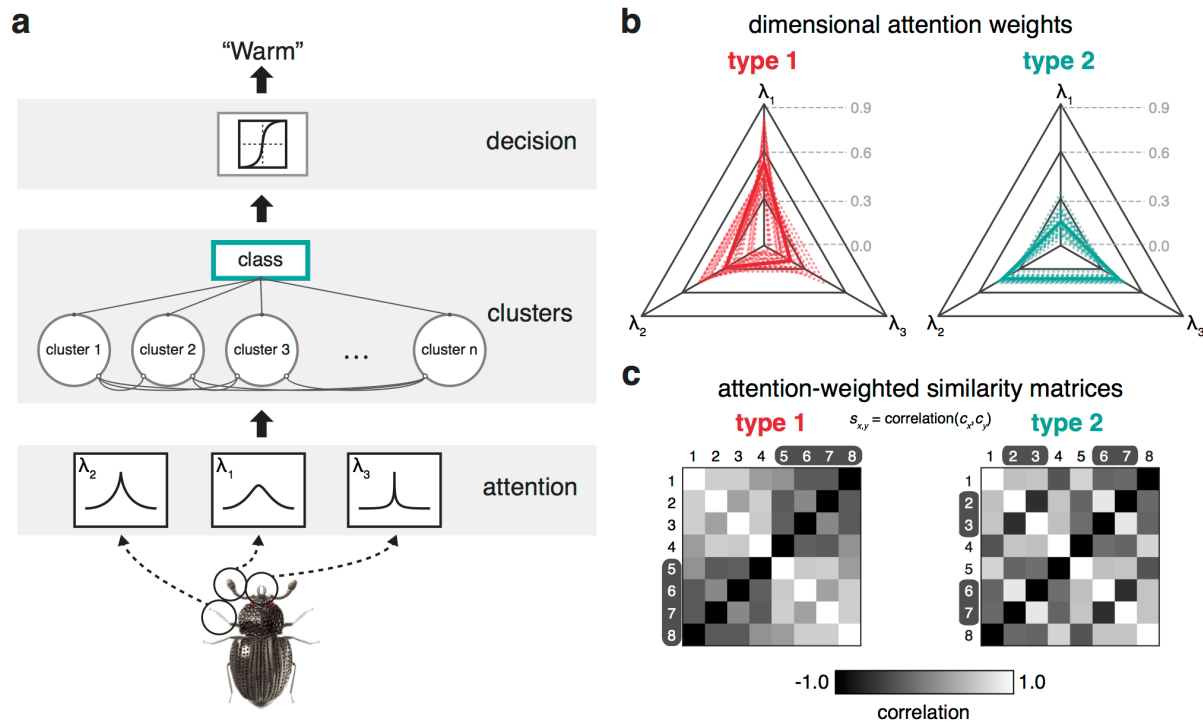 a
“Warm”
decision
class
clusters
cluster 1
cluster 2
cluster 3
...
cluster n
λ2
λ1
λ3
attention
b
dimensional attention weights
type 1
type 2
λ1
λ1
0.9
0.9
0.6
0.6
0.3
0.3
0.0
0.0
λ2
λ3
λ2
λ3
c
attention-weighted similarity matrices
type 1
s x,y = correlation(c x, c y)
type 2
1 2 3 4 5 6 7 8
1 2 3 4 5 6 7 8
1
2
3
4
5
6
7
8
1
2
3
4
5
6
7
8
-1.0
1.0
correlation